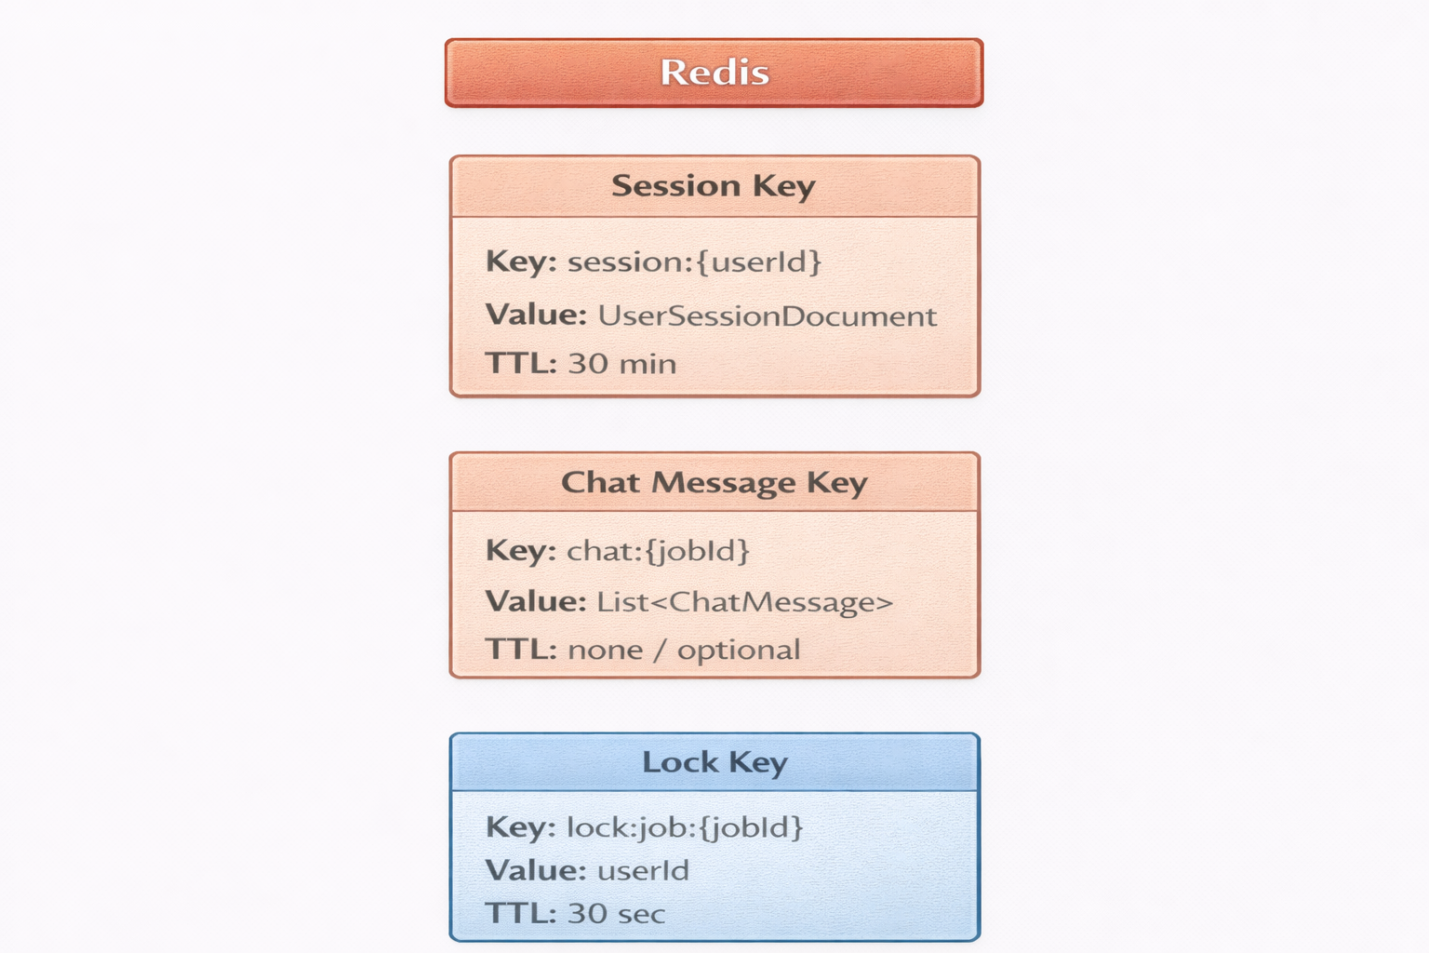 Redis
Session Key
Key: session:{userId}
Value: UserSessionDocument
TTL: 30 min
Chat Message Key
Key: chat:{jobId}
Value: List<ChatMessage>
TTL: none / optional
Lock Key
Key: lock:job:{jobId}
Value: userId
TTL: 30 sec